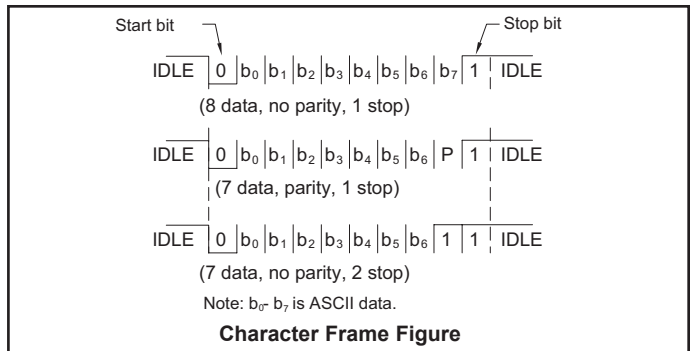 Start bit Stop bit
IDLE 0 b₀ b₁ b₂ b₃ b₄ b₅ b₆ b₇ 1 IDLE
(8 data, no parity, 1 stop)
IDLE 0 b₀ b₁ b₂ b₃ b₄ b₅ b₆ P 1 IDLE
(7 data, parity, 1 stop)
IDLE 0 b₀ b₁ b₂ b₃ b₄ b₅ b₆ 1 1 IDLE
(7 data, no parity, 2 stop)
Note: b₀- b₇ is ASCII data.
Character Frame Figure